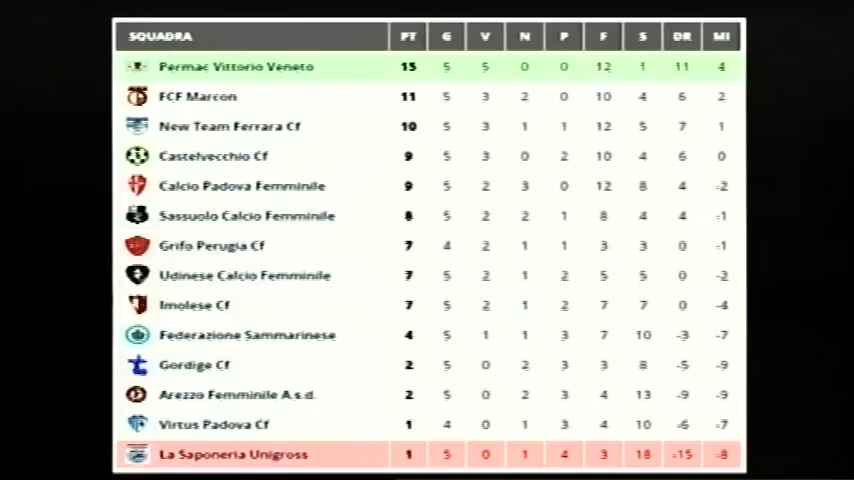 SQUADRA PT G V N P F S DR MI
Permac Vittorio Veneto 15 5 5 0 0 12 1 11 4
FCF Marcon 11 5 3 2 0 10 4 6 2
New Team Ferrara Cf 10 5 3 1 1 12 5 7 1
Castelvecchio Cf 9 5 3 0 2 10 4 6 0
Calcio Padova Femminile 9 5 2 3 0 12 8 4 -2
Sassuolo Calcio Femminile 8 5 2 2 1 8 4 4 -1
Grifo Perugia Cf 7 4 2 1 1 3 3 0 -1
Udinese Calcio Femminile 7 5 2 1 2 5 5 0 -2
Imolese Cf 7 5 2 1 2 7 7 0 -4
Federazione Sammarinese 4 5 1 1 3 7 10 -3 -7
Gordige Cf 2 5 0 2 3 3 8 -5 -9
Arezzo Femminile A.s.d. 2 5 0 2 3 4 13 -9 -9
Virtus Padova Cf 1 4 0 1 3 4 10 -6 -7
La Saponeria Unigross 1 5 0 1 4 3 18 -15 -8